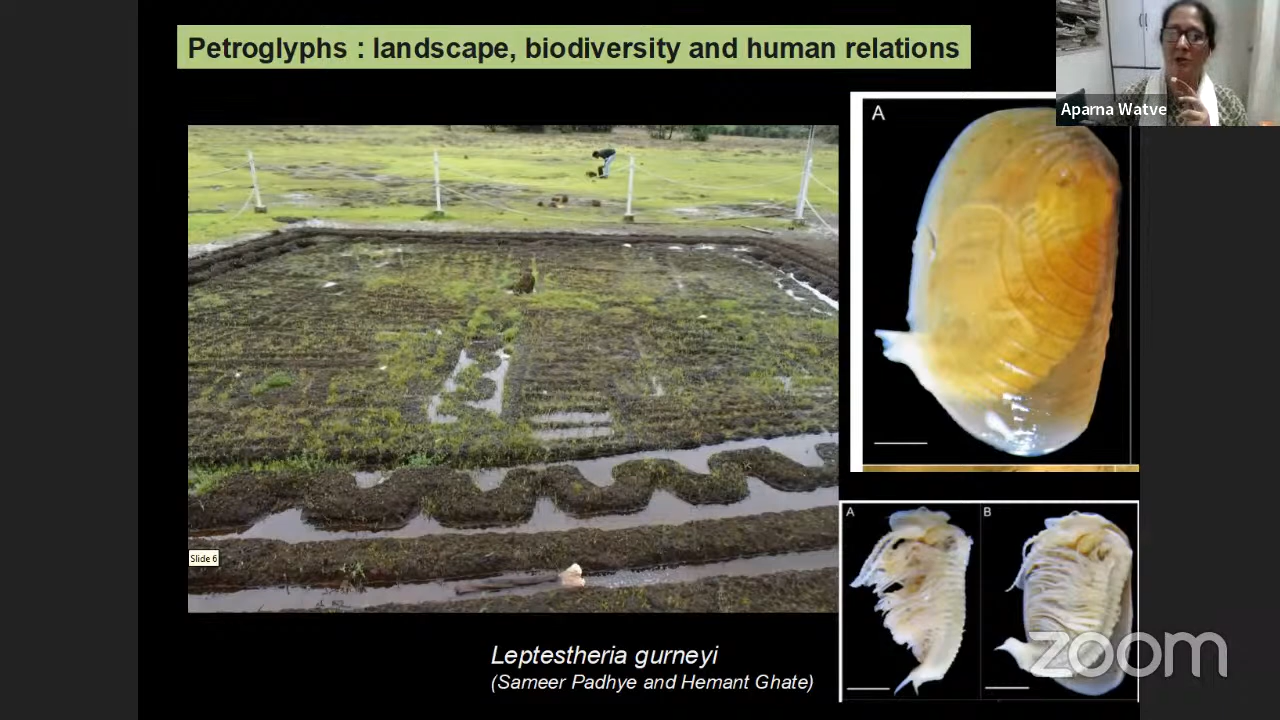 Petroglyphs : landscape, biodiversity and human relations
Aparna Watve
A
Slide 6
A
B
Leptestheria gurneyi
(Sameer Padhye and Hemant Ghate)
zoom